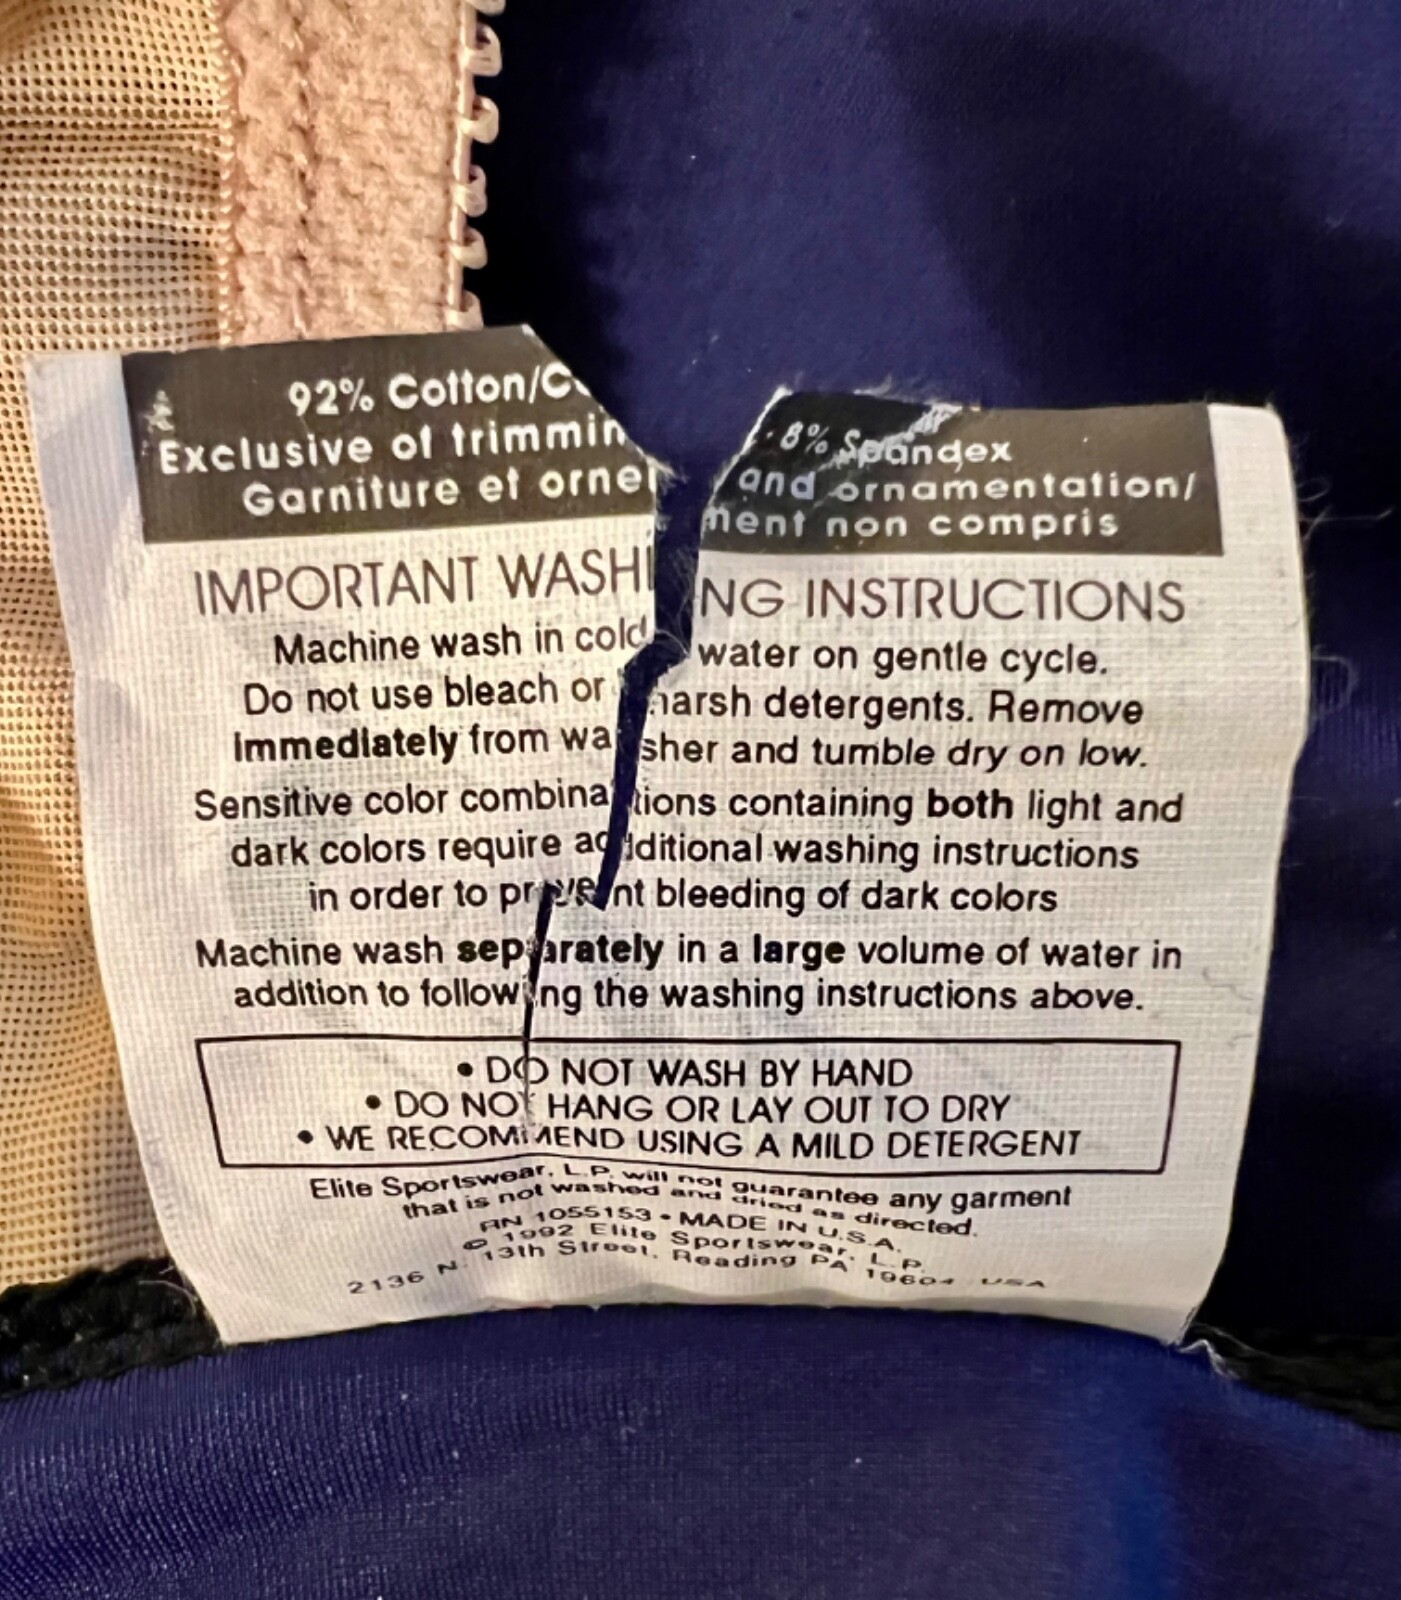 92% Cotton/Co 8% Spandex
Exclusive of trimmin and ornamentation/
Garniture et ornement non compris
IMPORTANT WASHING INSTRUCTIONS
Machine wash in cold water on gentle cycle.
Do not use bleach or harsh detergents. Remove
immediately from washer and tumble dry on low.
Sensitive color combinations containing both light and
dark colors require additional washing instructions
in order to prevent bleeding of dark colors
Machine wash separately in a large volume of water in
addition to following the washing instructions above.
• DO NOT WASH BY HAND
• DO NOT HANG OR LAY OUT TO DRY
• WE RECOMMEND USING A MILD DETERGENT
Elite Sportswear, L.P. will not guarantee any garment
that is not washed and dried as directed.
RN 1055153 • MADE IN U.S.A.
© 1992 Elite Sportswear, L.P.
2136 N. 13th Street, Reading PA 19604 USA